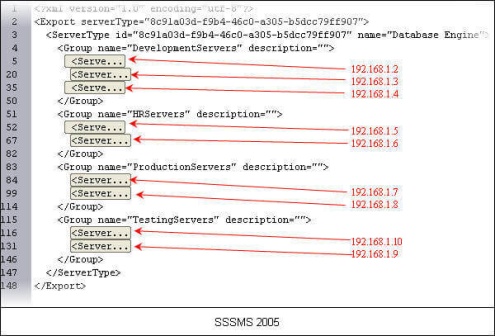 1 <?xml version="1.0" encoding="utf-8"?>
2 <Export serverType="8c91a03d-f9b4-46c0-a305-b5dcc79ff907">
3 <ServerType id="8c91a03d-f9b4-46c0-a305-b5dcc79ff907" name="Database Engine">
4 <Group name="DevelopmentServers" description="">
5 <Serve... 192.168.1.2
20 <Server... 192.168.1.3
35 <Serve... 192.168.1.4
50 </Group>
51 <Group name="HRServers" description="">
52 <Serve... 192.168.1.5
67 <Server... 192.168.1.6
82 </Group>
83 <Group name="ProductionServers" description="">
84 <Server... 192.168.1.7
99 <Server... 192.168.1.8
114 </Group>
115 <Group name="TestingServers" description="">
116 <Server... 192.168.1.10
131 <Server... 192.168.1.9
146 </Group>
147 </ServerType>
148 </Export>
SSSMS 2005